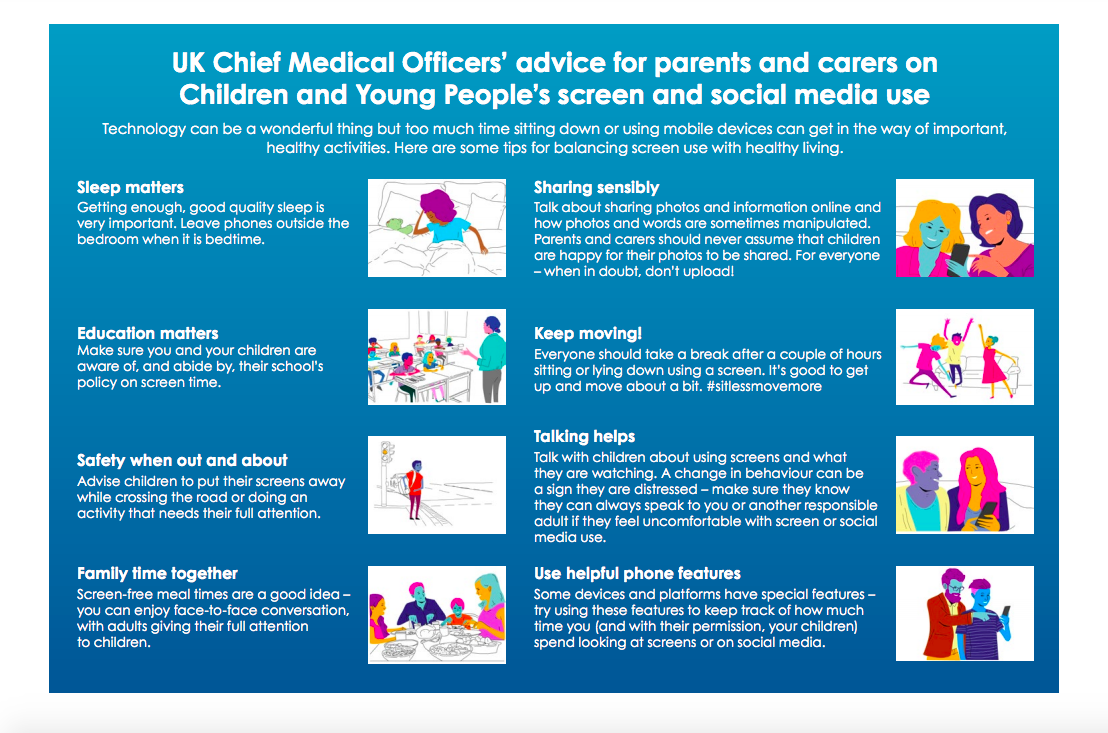 UK Chief Medical Officers’ advice for parents and carers on
Children and Young People’s screen and social media use
Technology can be a wonderful thing but too much time sitting down or using mobile devices can get in the way of important,
healthy activities. Here are some tips for balancing screen use with healthy living.
Sleep matters
Getting enough, good quality sleep is
very important. Leave phones outside the
bedroom when it is bedtime.
Education matters
Make sure you and your children are
aware of, and abide by, their school’s
policy on screen time.
Safety when out and about
Advise children to put their screens away
while crossing the road or doing an
activity that needs their full attention.
Family time together
Screen-free meal times are a good idea –
you can enjoy face-to-face conversation,
with adults giving their full attention
to children.
Sharing sensibly
Talk about sharing photos and information online and
how photos and words are sometimes manipulated.
Parents and carers should never assume that children
are happy for their photos to be shared. For everyone
– when in doubt, don’t upload!
Keep moving!
Everyone should take a break after a couple of hours
sitting or lying down using a screen. It’s good to get
up and move about a bit. #sitlessmovemore
Talking helps
Talk with children about using screens and what
they are watching. A change in behaviour can be
a sign they are distressed – make sure they know
they can always speak to you or another responsible
adult if they feel uncomfortable with screen or social
media use.
Use helpful phone features
Some devices and platforms have special features –
try using these features to keep track of how much
time you (and with their permission, your children)
spend looking at screens or on social media.